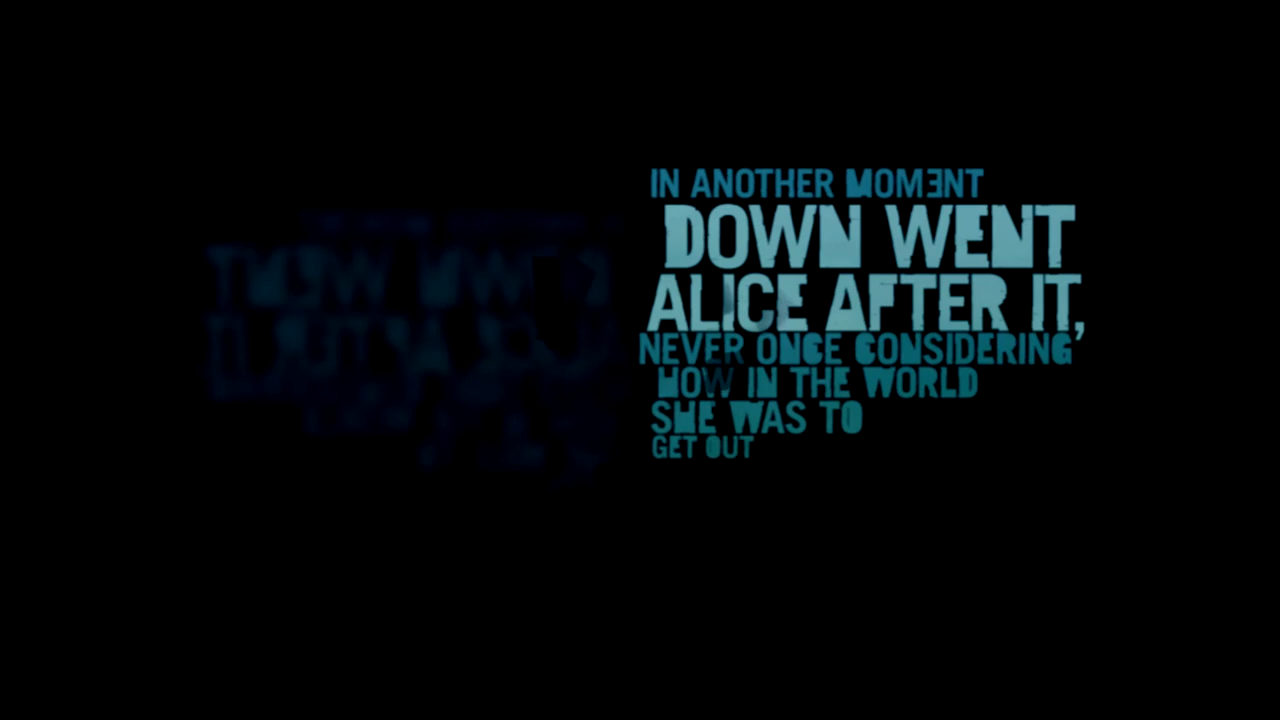 IN ANOTHER MOMENT
DOWN WENT
ALICE AFTER IT,
NEVER ONCE CONSIDERING
HOW IN THE WORLD
SHE WAS TO
GET OUT